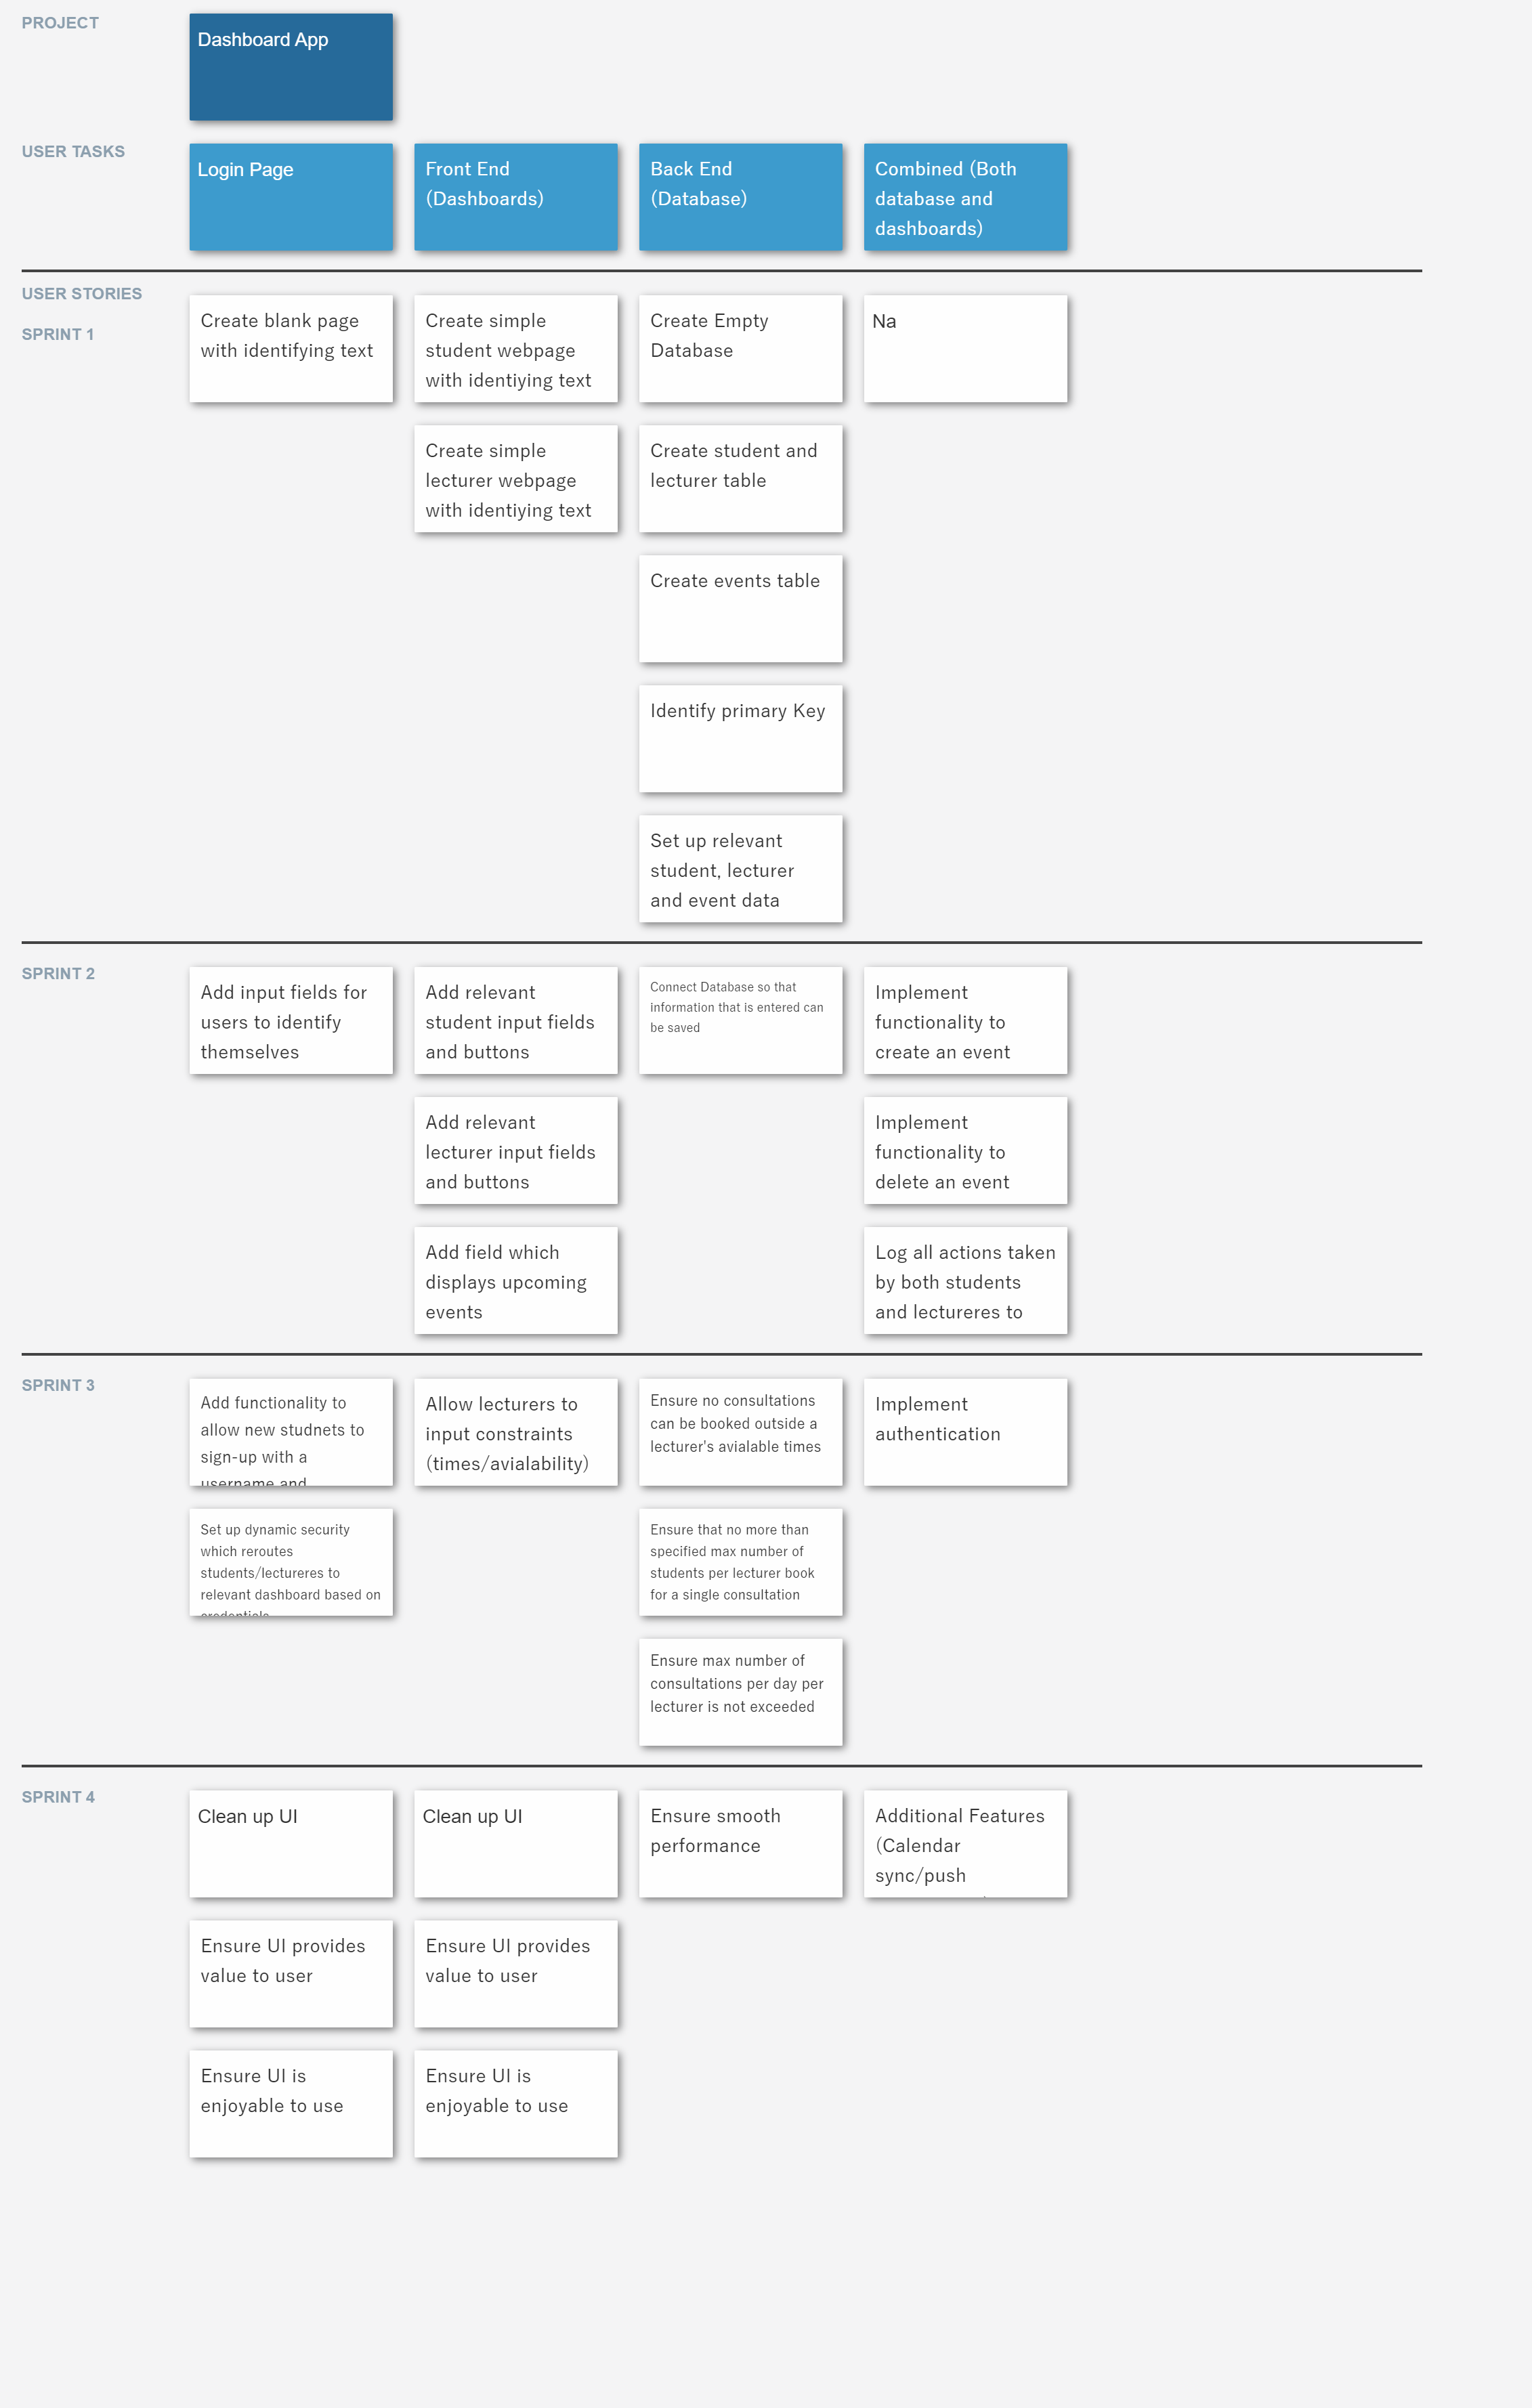 PROJECT
Dashboard App
USER TASKS
Login Page
Front End
(Dashboards)
Back End
(Database)
Combined (Both
database and
dashboards)
USER STORIES
SPRINT 1
Create blank page
with identifying text
Create simple
student webpage
with identiying text
Create Empty
Database
Na
Create simple
lecturer webpage
with identiying text
Create student and
lecturer table
Create events table
Identify primary Key
Set up relevant
student, lecturer
and event data
SPRINT 2
Add input fields for
users to identify
themselves
Add relevant
student input fields
and buttons
Connect Database so that
information that is entered can
be saved
Implement
functionality to
create an event
Add relevant
lecturer input fields
and buttons
Implement
functionality to
delete an event
Add field which
displays upcoming
events
Log all actions taken
by both students
and lectureres to
SPRINT 3
Add functionality to
allow new studnets to
sign-up with a
username and
Allow lecturers to
input constraints
(times/avialability)
Ensure no consultations
can be booked outside a
lecturer's avialable times
Implement
authentication
Set up dynamic security
which reroutes
students/lectureres to
relevant dashboard based on
credentials
Ensure that no more than
specified max number of
students per lecturer book
for a single consultation
Ensure max number of
consultations per day per
lecturer is not exceeded
SPRINT 4
Clean up UI
Clean up UI
Ensure smooth
performance
Additional Features
(Calendar
sync/push
Ensure UI provides
value to user
Ensure UI provides
value to user
Ensure UI is
enjoyable to use
Ensure UI is
enjoyable to use